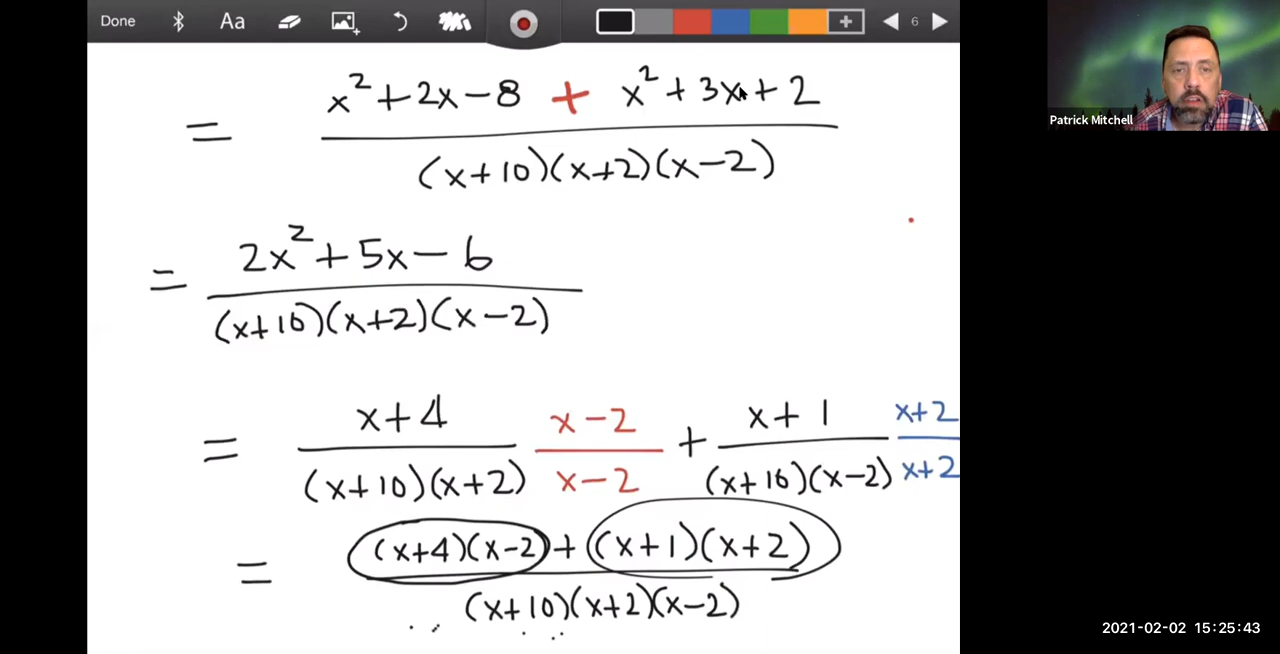 Done Aa 6
x²+2x-8 + x²+3x+2
= (x+10)(x+2)(x-2)
2x²+5x-6
= (x+10)(x+2)(x-2)
x+4 x-2 x+1 x+2
= +
(x+10)(x+2) x-2 (x+10)(x-2) x+2
(x+4)(x-2)+(x+1)(x+2)
= (x+10)(x+2)(x-2)
Patrick Mitchell
2021-02-02 15:25:43